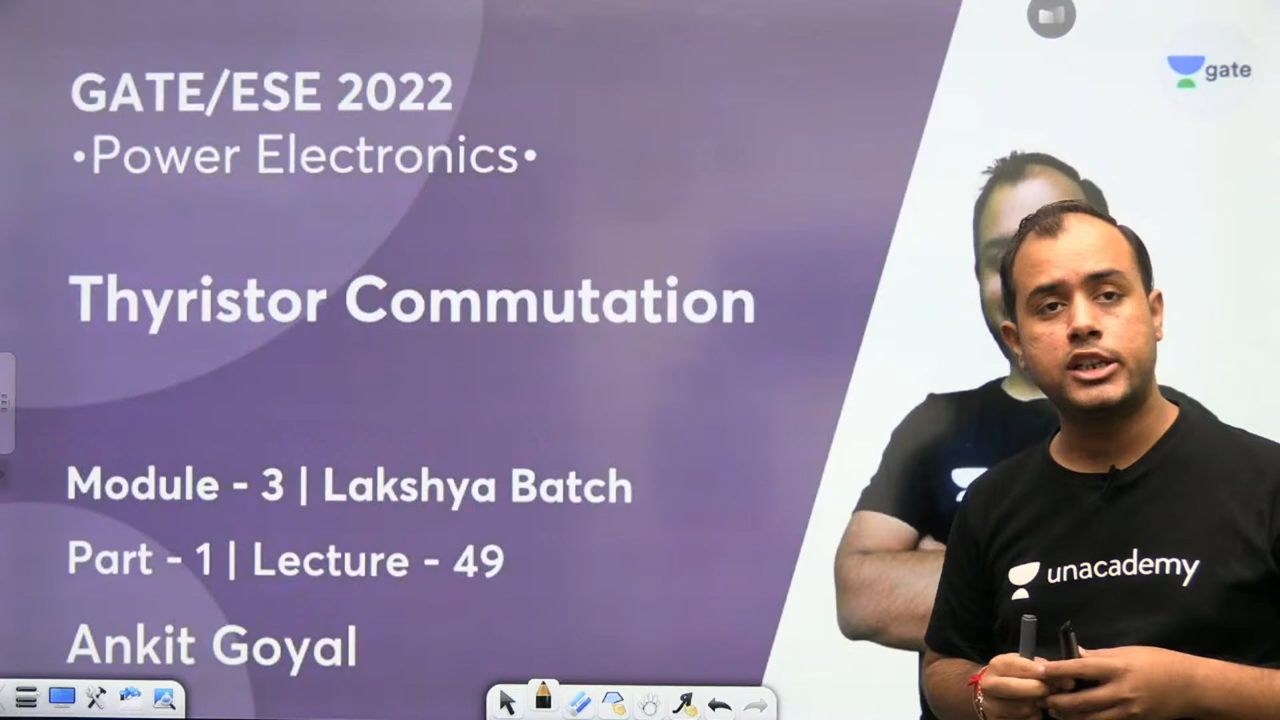 GATE/ESE 2022
•Power Electronics•
Thyristor Commutation
Module - 3 | Lakshya Batch
Part - 1 | Lecture - 49
Ankit Goyal
gate
unacademy